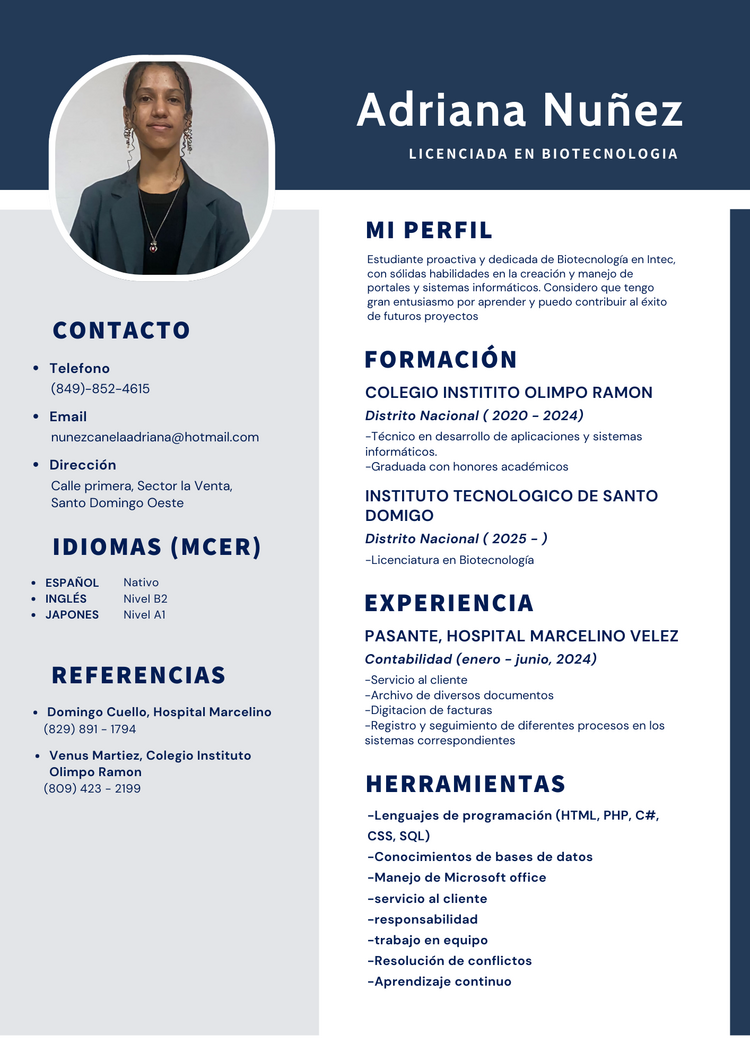 Adriana Nuñez
LICENCIADA EN BIOTECNOLOGIA
CONTACTO
• Telefono
(849)-852-4615
• Email
nunezcanelaadriana@hotmail.com
• Dirección
Calle primera, Sector la Venta,
Santo Domingo Oeste
IDIOMAS (MCER)
• ESPAÑOL Nativo
• INGLÉS Nivel B2
• JAPONES Nivel A1
REFERENCIAS
• Domingo Cuello, Hospital Marcelino
(829) 891 - 1794
• Venus Martiez, Colegio Instituto
Olimpo Ramon
(809) 423 - 2199
MI PERFIL
Estudiante proactiva y dedicada de Biotecnología en Intec,
con sólidas habilidades en la creación y manejo de
portales y sistemas informáticos. Considero que tengo
gran entusiasmo por aprender y puedo contribuir al éxito
de futuros proyectos
FORMACIÓN
COLEGIO INSTITITO OLIMPO RAMON
Distrito Nacional ( 2020 - 2024)
-Técnico en desarrollo de aplicaciones y sistemas
informáticos.
-Graduada con honores académicos
INSTITUTO TECNOLOGICO DE SANTO
DOMIGO
Distrito Nacional ( 2025 - )
-Licenciatura en Biotecnología
EXPERIENCIA
PASANTE, HOSPITAL MARCELINO VELEZ
Contabilidad (enero - junio, 2024)
-Servicio al cliente
-Archivo de diversos documentos
-Digitacion de facturas
-Registro y seguimiento de diferentes procesos en los
sistemas correspondientes
HERRAMIENTAS
-Lenguajes de programación (HTML, PHP, C#,
CSS, SQL)
-Conocimientos de bases de datos
-Manejo de Microsoft office
-servicio al cliente
-responsabilidad
-trabajo en equipo
-Resolución de conflictos
-Aprendizaje continuo